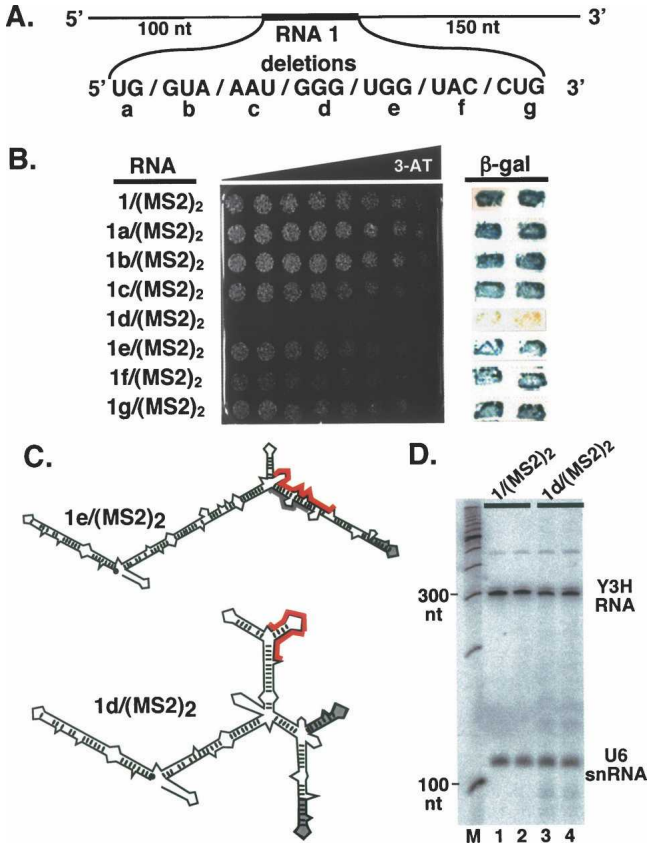 A.
5’ 3’
100 nt RNA 1 150 nt
deletions
5’ UG / GUA / AAU / GGG / UGG / UAC / CUG 3’
a b c d e f g
B.
RNA 3-AT β-gal
1/(MS2)₂
1a/(MS2)₂
1b/(MS2)₂
1c/(MS2)₂
1d/(MS2)₂
1e/(MS2)₂
1f/(MS2)₂
1g/(MS2)₂
C.
1e/(MS2)₂
1d/(MS2)₂
D.
1/(MS2)₂ 1d/(MS2)₂
300 nt
Y3H RNA
U6 snRNA
100 nt
M 1 2 3 4